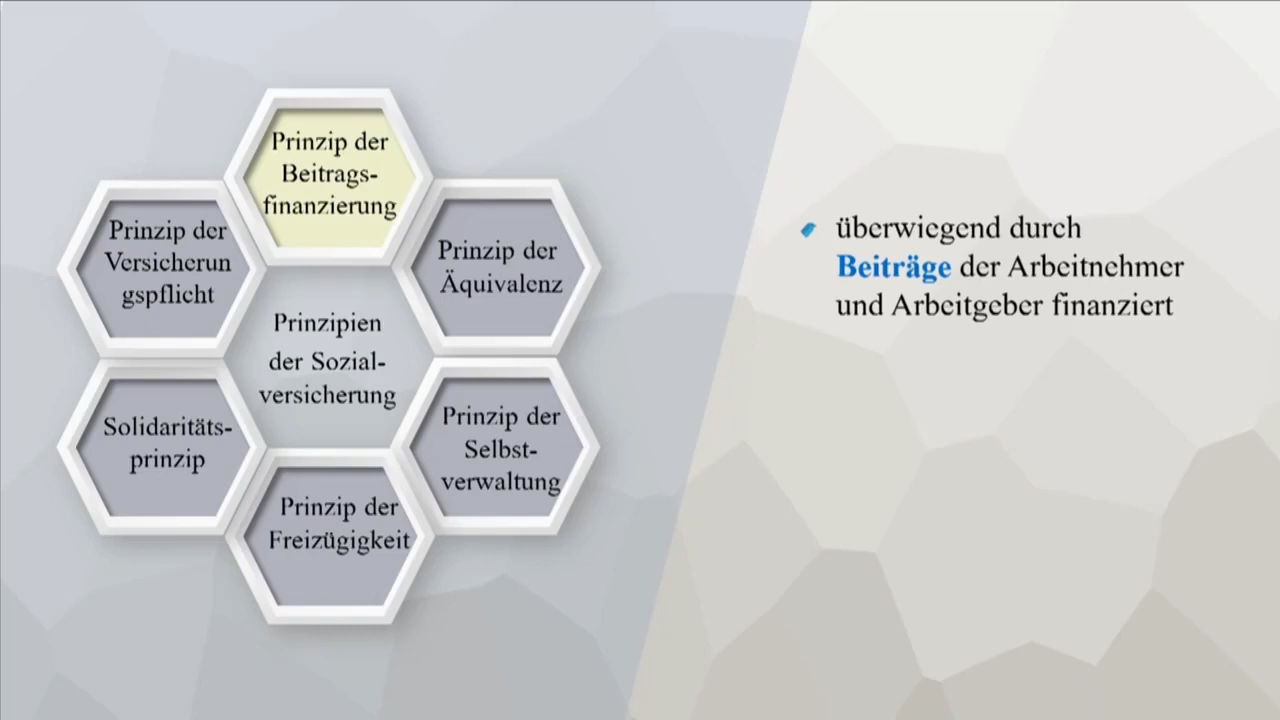 Prinzip der
Beitrags-
finanzierung
Prinzip der
Versicherun
gspflicht
Prinzip der
Äquivalenz
Prinzipien
der Sozial-
versicherung
Solidaritäts-
prinzip
Prinzip der
Selbst-
verwaltung
Prinzip der
Freizügigkeit
überwiegend durch
Beiträge der Arbeitnehmer
und Arbeitgeber finanziert